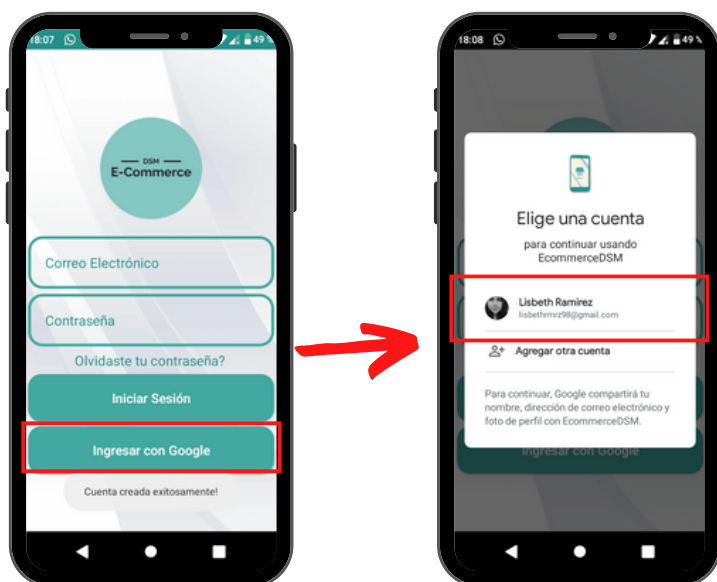 18:07
49 %
DSM
E-Commerce
Correo Electrónico
Contraseña
Olvidaste tu contraseña?
Iniciar Sesión
Ingresar con Google
Cuenta creada exitosamente!
18:08
49 %
Elige una cuenta
para continuar usando
EcommerceDSM
Lisbeth Ramirez
lisbethrmrz98@gmail.com
Agregar otra cuenta
Para continuar, Google compartirá tu
nombre, dirección de correo electrónico y
foto de perfil con EcommerceDSM.
Ingresar con Google